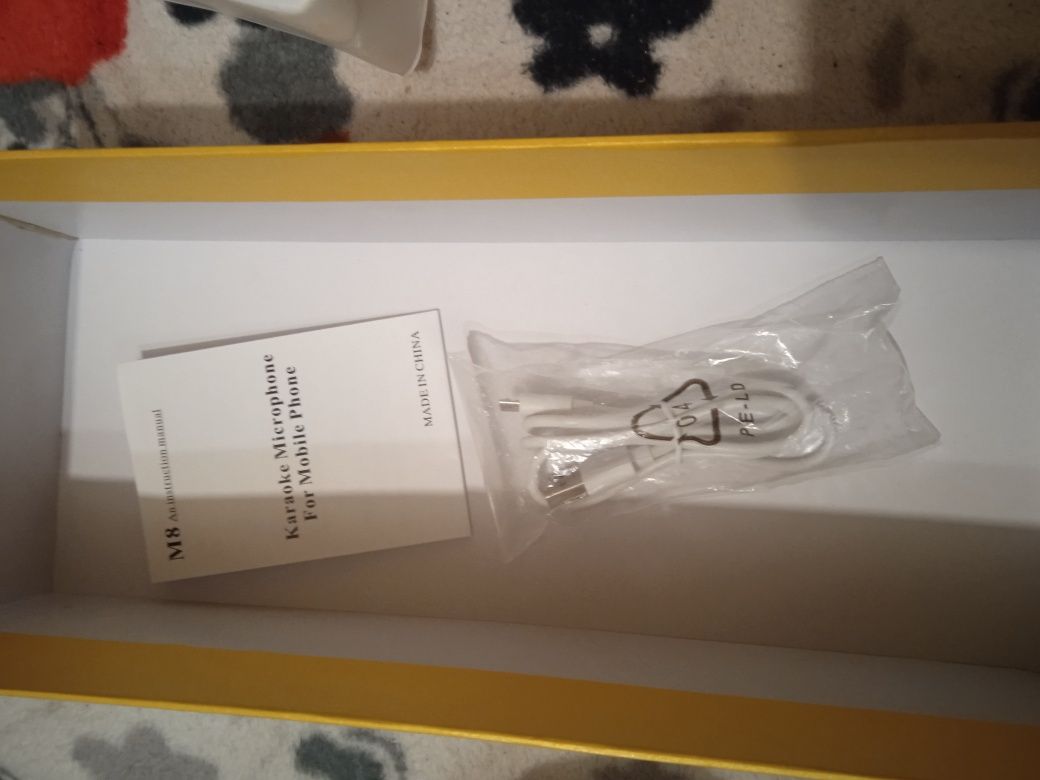 M8 An instruction manual
Karaoke Microphone
For Mobile Phone
MADE IN CHINA
04
PE-LD